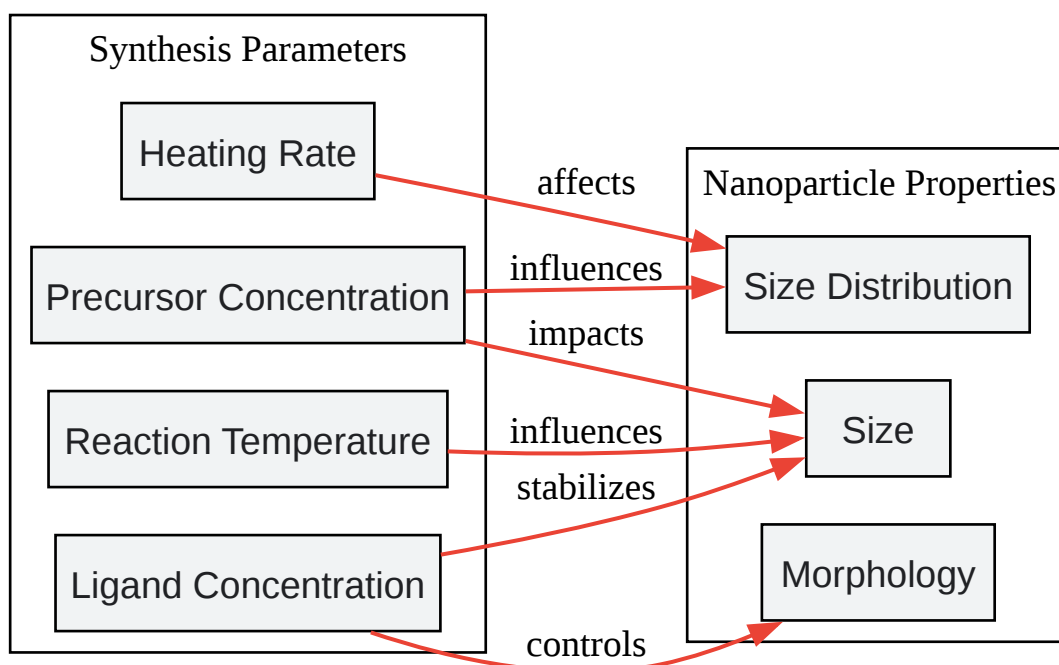 Synthesis Parameters
Heating Rate
Precursor Concentration
Reaction Temperature
Ligand Concentration
affects
influences
impacts
influences
stabilizes
controls
Nanoparticle Properties
Size Distribution
Size
Morphology